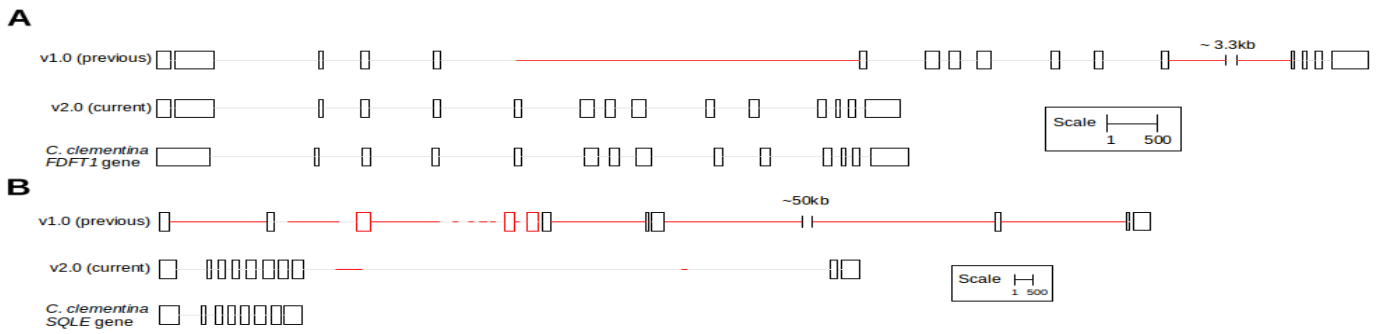 A
v1.0 (previous)
~ 3.3kb
v2.0 (current)
Scale
1 500
C. clementina
FDFT1 gene
B
v1.0 (previous)
~50kb
v2.0 (current)
Scale
1 500
C. clementina
SQLE gene